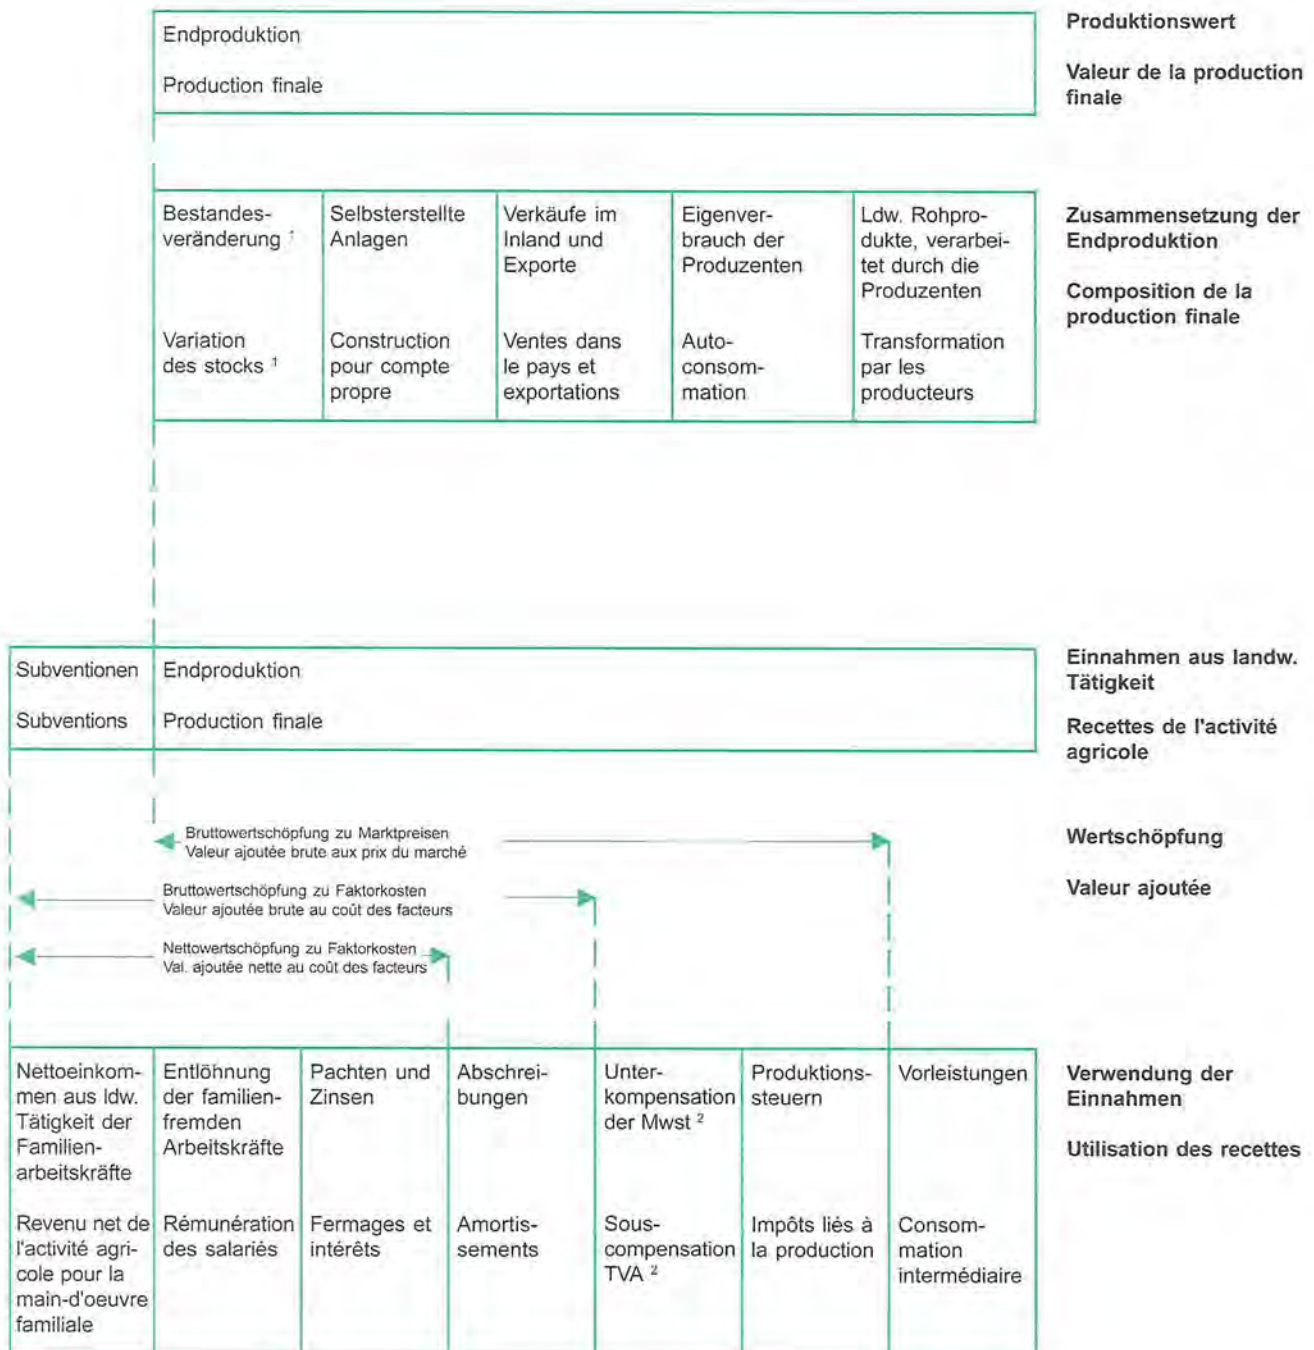 Endproduktion
Production finale
Produktionswert
Valeur de la production
finale
Bestandes-
veränderung ¹
Variation
des stocks ¹
Selbsterstellte
Anlagen
Construction
pour compte
propre
Verkäufe im
Inland und
Exporte
Ventes dans
le pays et
exportations
Eigenver-
brauch der
Produzenten
Auto-
consom-
mation
Ldw. Rohpro-
dukte, verarbei-
tet durch die
Produzenten
Transformation
par les
producteurs
Zusammensetzung der
Endproduktion
Composition de la
production finale
Subventionen
Subventions
Endproduktion
Production finale
Einnahmen aus landw.
Tätigkeit
Recettes de l'activité
agricole
Bruttowertschöpfung zu Marktpreisen
Valeur ajoutée brute aux prix du marché
Bruttowertschöpfung zu Faktorkosten
Valeur ajoutée brute au coût des facteurs
Nettowertschöpfung zu Faktorkosten
Val. ajoutée nette au coût des facteurs
Wertschöpfung
Valeur ajoutée
Nettoeinkom-
men aus ldw.
Tätigkeit der
Familien-
arbeitskräfte
Revenu net de
l'activité agri-
cole pour la
main-d'oeuvre
familiale
Entlöhnung
der familien-
fremden
Arbeitskräfte
Rémunération
des salariés
Pachten und
Zinsen
Fermages et
intérêts
Abschrei-
bungen
Amortis-
sements
Unter-
kompensation
der Mwst ²
Sous-
compensation
TVA ²
Produktions-
steuern
Impôts liés à
la production
Vorleistungen
Consom-
mation
intermédiaire
Verwendung der
Einnahmen
Utilisation des recettes